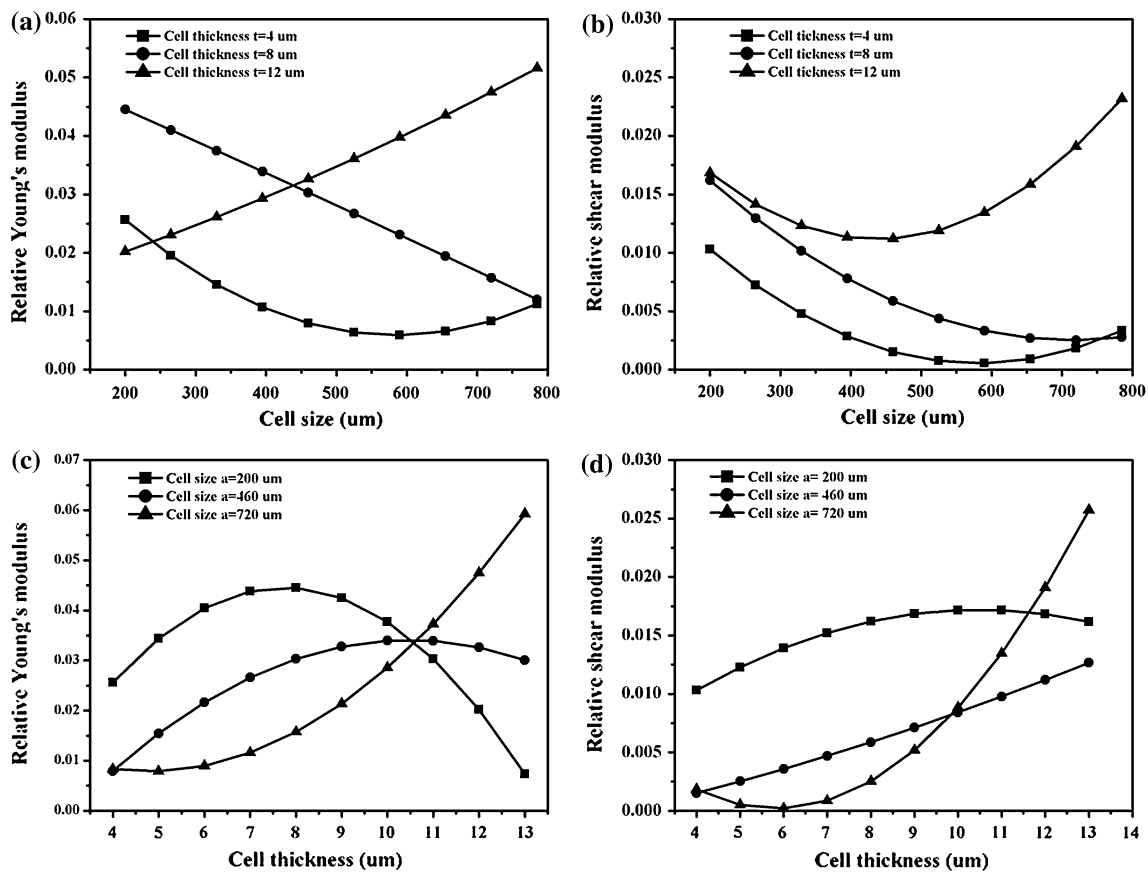 (a)
0.06
0.05
0.04
0.03
0.02
0.01
0.00
Relative Young's modulus
Cell thickness t=4 um
Cell thickness t=8 um
Cell thickness t=12 um
200 300 400 500 600 700 800
Cell size (um)
(b)
0.030
0.025
0.020
0.015
0.010
0.005
0.000
Relative shear modulus
Cell tickness t=4 um
Cell tickness t=8 um
Cell tickness t=12 um
200 300 400 500 600 700 800
Cell size (um)
(c)
0.07
0.06
0.05
0.04
0.03
0.02
0.01
0.00
Relative Young's modulus
Cell size a=200 um
Cell size a=460 um
Cell size a=720 um
4 5 6 7 8 9 10 11 12 13
Cell thickness (um)
(d)
0.030
0.025
0.020
0.015
0.010
0.005
0.000
Relative shear modulus
Cell size a= 200 um
Cell size a= 460 um
Cell size a= 720 um
4 5 6 7 8 9 10 11 12 13 14
Cell thickness (um)